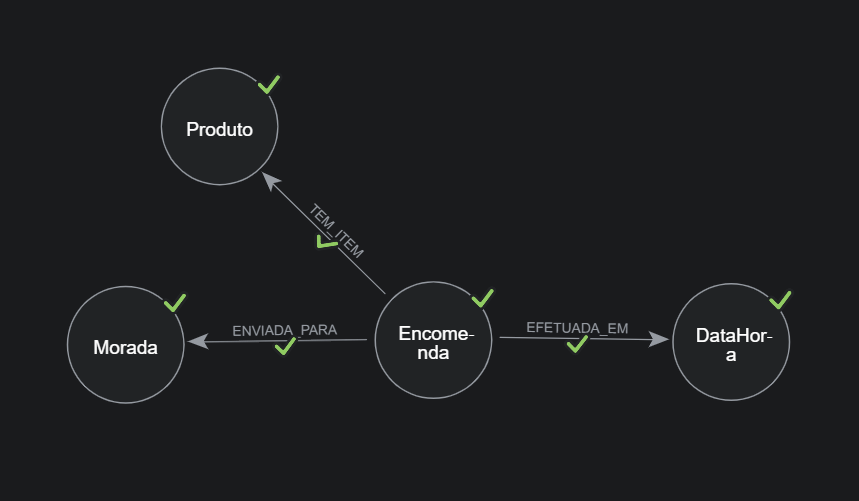 Produto
TEM_ITEM
ENVIADA_PARA
EFETUADA_EM
Morada
Encome-
nda
DataHor-
a